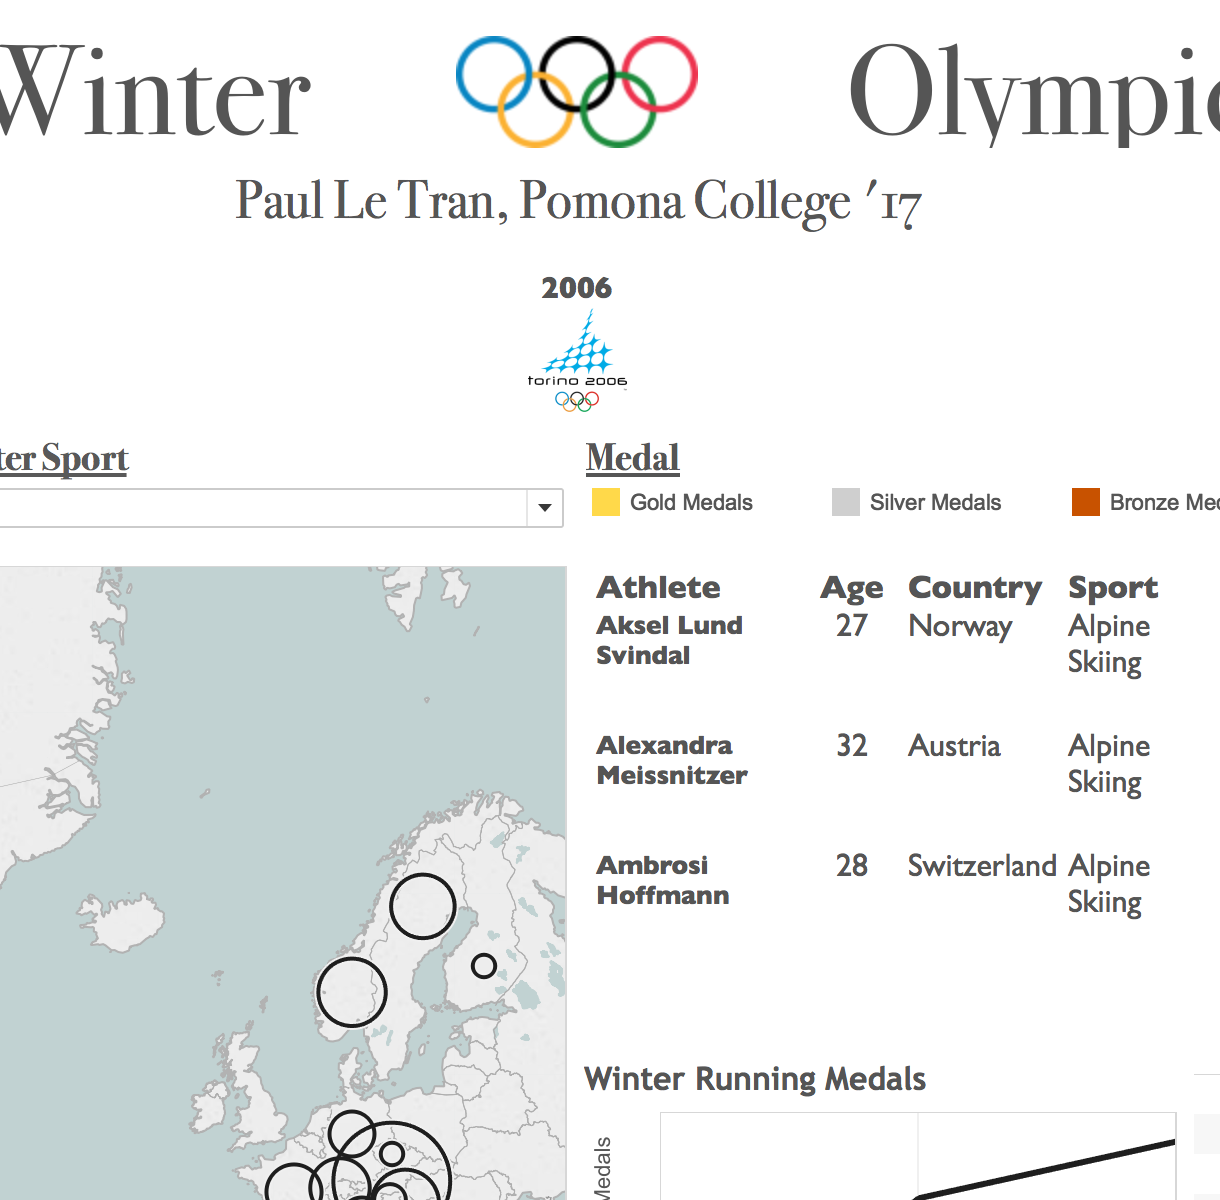 Winter Olympic
Paul Le Tran, Pomona College '17
2006
torino 2006
ter Sport
Medal
Gold Medals Silver Medals Bronze Med
Athlete Age Country Sport
Aksel Lund Svindal 27 Norway Alpine Skiing
Alexandra Meissnitzer 32 Austria Alpine Skiing
Ambrosi Hoffmann 28 Switzerland Alpine Skiing
Winter Running Medals
Medals